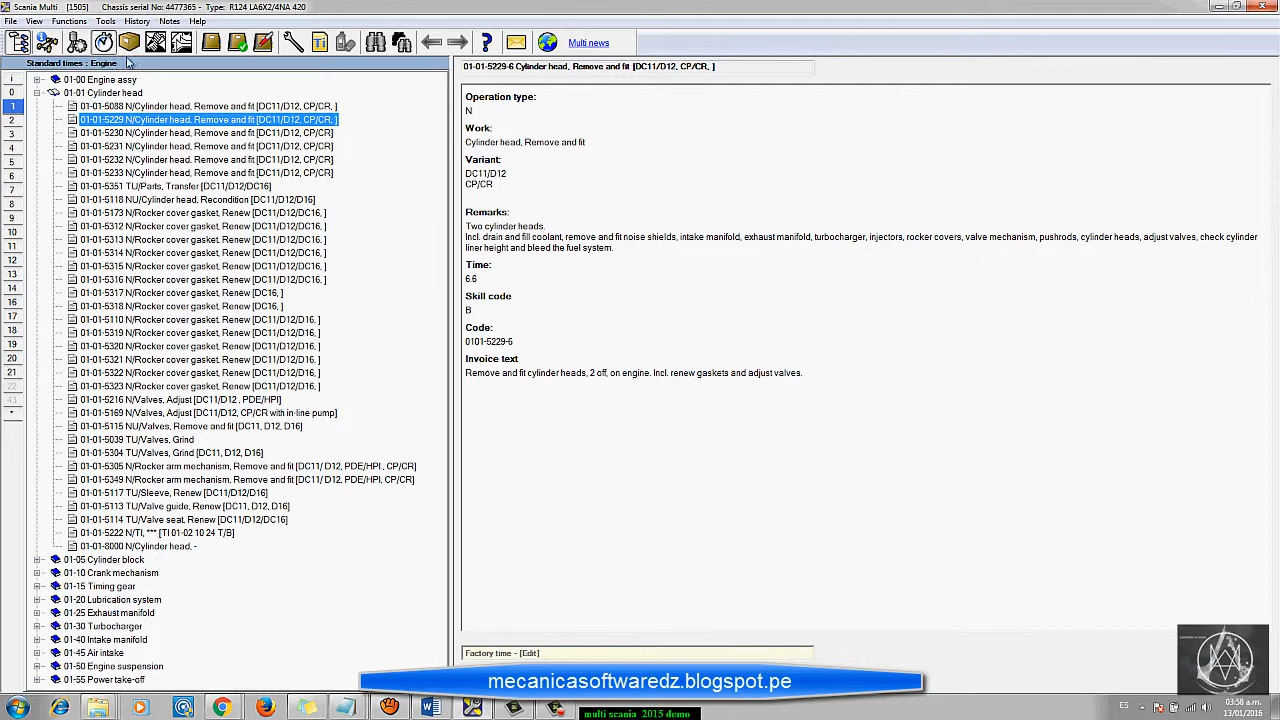 Scania Multi [1505] Chassis serial No: 4477365 - Type: R124 LA6X2/4NA 420
File View Functions Tools History Notes Help
Multi news
Standard times : Engine
i
0
1
2
3
4
5
6
7
8
9
10
11
12
13
14
16
17
18
19
20
21
22
43
*
01-00 Engine assy
01-01 Cylinder head
01-01-5088 N/Cylinder head, Remove and fit [DC11/D12, CP/CR, ]
01-01-5229 N/Cylinder head, Remove and fit [DC11/D12, CP/CR, ]
01-01-5230 N/Cylinder head, Remove and fit [DC11/D12, CP/CR]
01-01-5231 N/Cylinder head, Remove and fit [DC11/D12, CP/CR]
01-01-5232 N/Cylinder head, Remove and fit [DC11/D12, CP/CR]
01-01-5233 N/Cylinder head, Remove and fit [DC11/D12, CP/CR]
01-01-5351 TU/Parts, Transfer [DC11/D12/DC16]
01-01-5118 NU/Cylinder head, Recondition [DC11/D12/D16]
01-01-5173 N/Rocker cover gasket, Renew [DC11/D12/DC16, ]
01-01-5312 N/Rocker cover gasket, Renew [DC11/D12/DC16, ]
01-01-5313 N/Rocker cover gasket, Renew [DC11/D12/DC16, ]
01-01-5314 N/Rocker cover gasket, Renew [DC11/D12/DC16, ]
01-01-5315 N/Rocker cover gasket, Renew [DC11/D12/DC16, ]
01-01-5316 N/Rocker cover gasket, Renew [DC11/D12/DC16, ]
01-01-5317 N/Rocker cover gasket, Renew [DC16, ]
01-01-5318 N/Rocker cover gasket, Renew [DC16, ]
01-01-5110 N/Rocker cover gasket, Renew [DC11/D12/D16, ]
01-01-5319 N/Rocker cover gasket, Renew [DC11/D12/D16, ]
01-01-5320 N/Rocker cover gasket, Renew [DC11/D12/D16, ]
01-01-5321 N/Rocker cover gasket, Renew [DC11/D12/D16, ]
01-01-5322 N/Rocker cover gasket, Renew [DC11/D12/D16, ]
01-01-5323 N/Rocker cover gasket, Renew [DC11/D12/D16, ]
01-01-5216 N/Valves, Adjust [DC11/D12 , PDE/HPI]
01-01-5169 N/Valves, Adjust [DC11/D12, CP/CR with in-line pump]
01-01-5115 NU/Valves, Remove and fit [DC11, D12, D16]
01-01-5039 TU/Valves, Grind
01-01-5304 TU/Valves, Grind [DC11, D12, D16]
01-01-5305 N/Rocker arm mechanism, Remove and fit [DC11/ D12, PDE/HPI., CP/CR]
01-01-5349 N/Rocker arm mechanism, Remove and fit [DC11/ D12, PDE/HPI, CP/CR]
01-01-5117 TU/Sleeve, Renew [DC11/D12/D16]
01-01-5113 TU/Valve guide, Renew [DC11, D12, D16]
01-01-5114 TU/Valve seat, Renew [DC11/D12/DC16]
01-01-5222 N/TI, *** [TI 01-02 10 24 T/B]
01-01-8000 N/Cylinder head, -
01-05 Cylinder block
01-10 Crank mechanism
01-15 Timing gear
01-20 Lubrication system
01-25 Exhaust manifold
01-30 Turbocharger
01-40 Intake manifold
01-45 Air intake
01-50 Engine suspension
01-55 Power take-off
01-01-5229-6 Cylinder head, Remove and fit [DC11/D12, CP/CR, ]
Operation type:
N
Work:
Cylinder head, Remove and fit
Variant:
DC11/D12
CP/CR
Remarks:
Two cylinder heads.
Incl. drain and fill coolant, remove and fit noise shields, intake manifold, exhaust manifold, turbocharger, injectors, rocker covers, valve mechanism, pushrods, cylinder heads, adjust valves, check cylinder
liner height and bleed the fuel system.
Time:
6.6
Skill code
B
Code:
0101-5229-6
Invoice text
Remove and fit cylinder heads, 2 off, on engine. Incl. renew gaskets and adjust valves.
Factory time - [Edit]
mecanicasoftwaredz.blogspot.pe
multi scania 2015 demo
ES
03:58 a.m.
13/01/2016